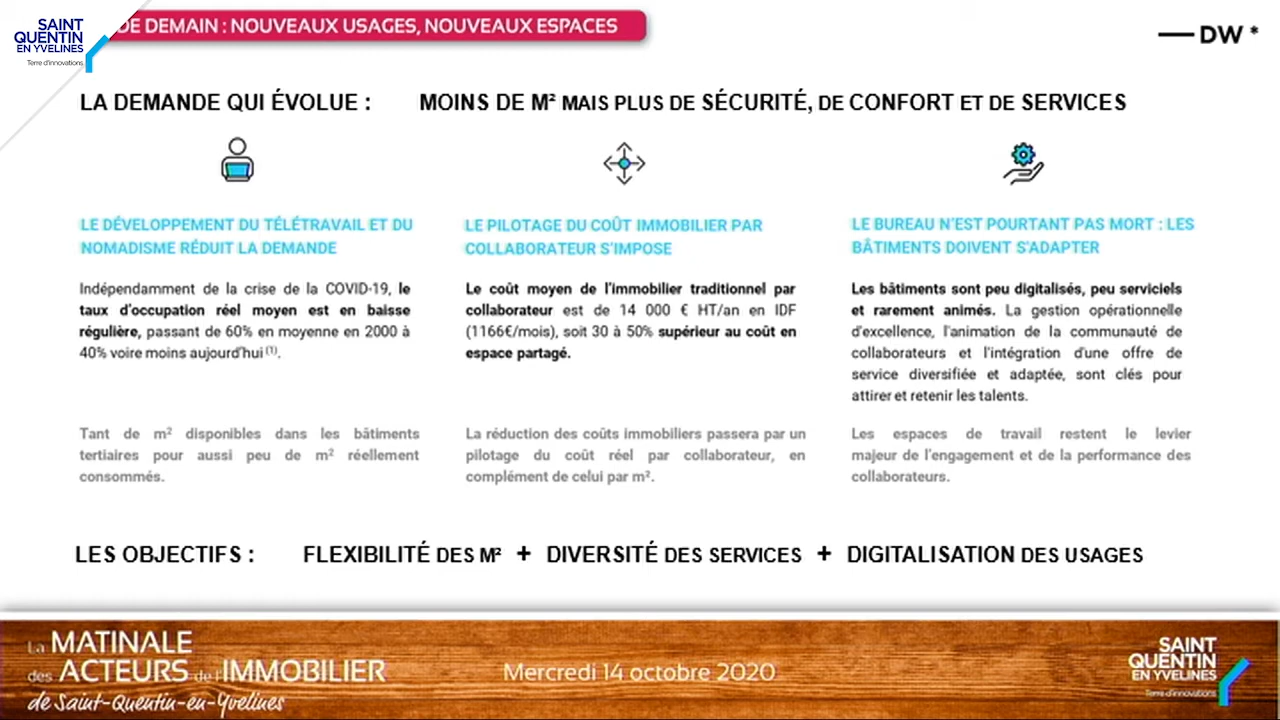 SAINT
QUENTIN
EN YVELINES
Terre d'innovations
DE DEMAIN : NOUVEAUX USAGES, NOUVEAUX ESPACES
DW *
LA DEMANDE QUI ÉVOLUE : MOINS DE M² MAIS PLUS DE SÉCURITÉ, DE CONFORT ET DE SERVICES
LE DÉVELOPPEMENT DU TÉLÉTRAVAIL ET DU
NOMADISME RÉDUIT LA DEMANDE
Indépendamment de la crise de la COVID-19, le
taux d'occupation réel moyen est en baisse
régulière, passant de 60% en moyenne en 2000 à
40% voire moins aujourd'hui (1).
Tant de m² disponibles dans les bâtiments
tertiaires pour aussi peu de m² réellement
consommés.
LE PILOTAGE DU COÛT IMMOBILIER PAR
COLLABORATEUR S'IMPOSE
Le coût moyen de l'immobilier traditionnel par
collaborateur est de 14 000 € HT/an en IDF
(1166€/mois), soit 30 à 50% supérieur au coût en
espace partagé.
La réduction des coûts immobiliers passera par un
pilotage du coût réel par collaborateur, en
complément de celui par m².
LE BUREAU N'EST POURTANT PAS MORT : LES
BÂTIMENTS DOIVENT S'ADAPTER
Les bâtiments sont peu digitalisés, peu serviciels
et rarement animés. La gestion opérationnelle
d'excellence, l'animation de la communauté de
collaborateurs et l'intégration d'une offre de
service diversifiée et adaptée, sont clés pour
attirer et retenir les talents.
Les espaces de travail restent le levier
majeur de l'engagement et de la performance des
collaborateurs.
LES OBJECTIFS : FLEXIBILITÉ DES M² + DIVERSITÉ DES SERVICES + DIGITALISATION DES USAGES
La MATINALE
des ACTEURS de l'IMMOBILIER
de Saint-Quentin-en-Yvelines
Mercredi 14 octobre 2020
SAINT
QUENTIN
EN YVELINES
Terre d'innovations